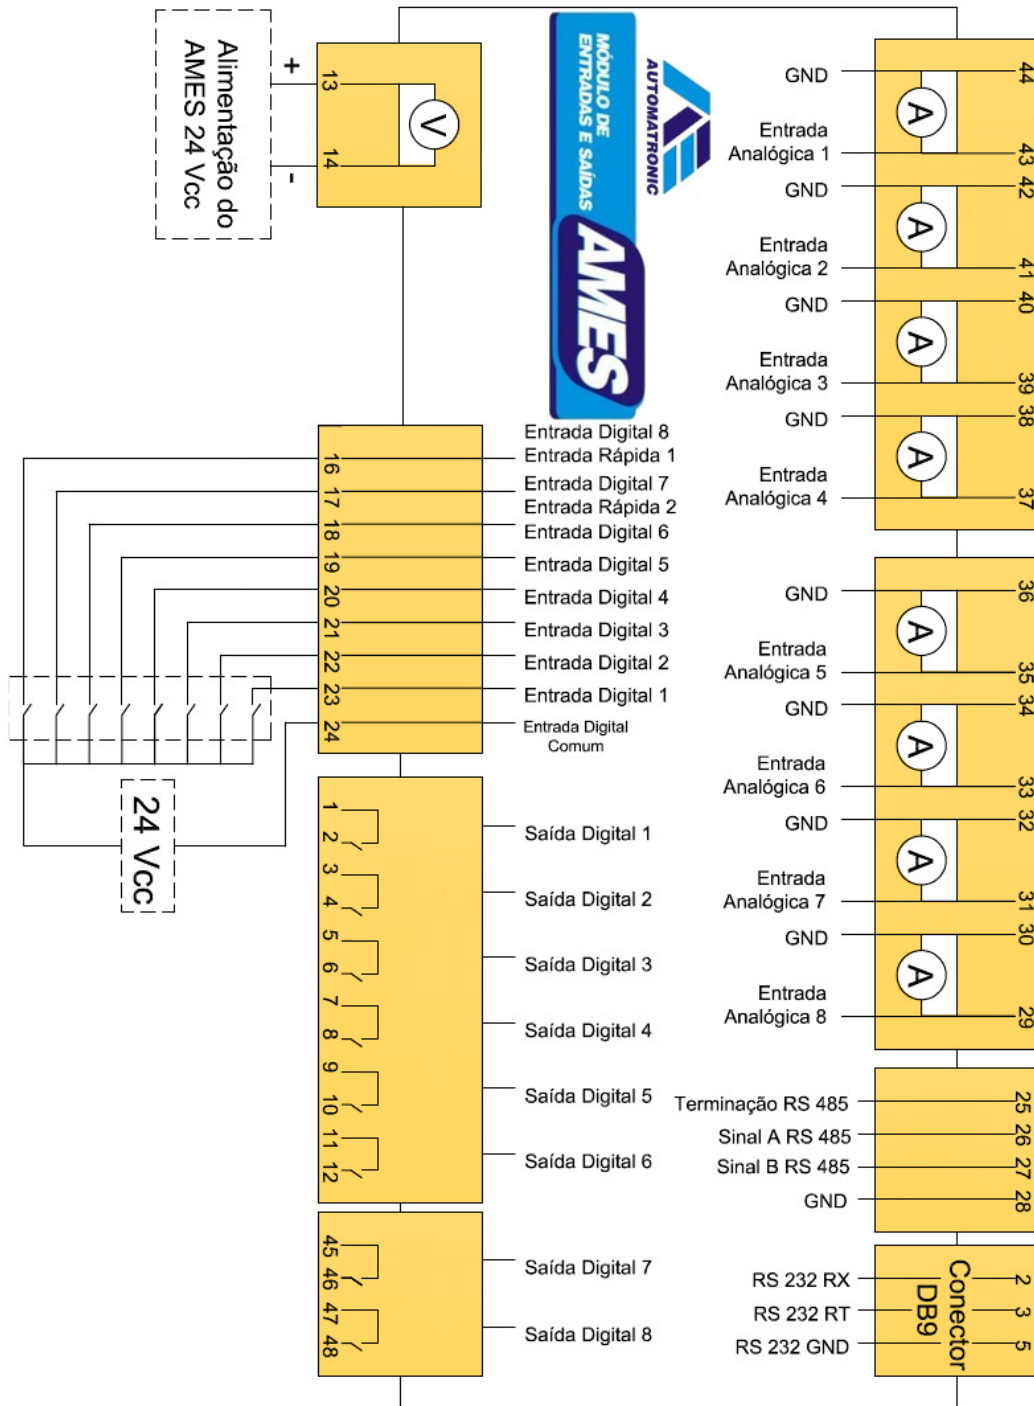 Alimentação do
AMES 24 Vcc
+
-
13
14
V
MÓDULO DE
ENTRADAS E SAÍDAS
AMES
AUTOMATRONIC
GND
44
A
Entrada
Analógica 1
43
GND
42
A
Entrada
Analógica 2
41
GND
40
A
Entrada
Analógica 3
39
GND
38
A
Entrada
Analógica 4
37
GND
36
A
Entrada
Analógica 5
35
GND
34
A
Entrada
Analógica 6
33
GND
32
A
Entrada
Analógica 7
31
GND
30
A
Entrada
Analógica 8
29
Terminação RS 485
25
Sinal A RS 485
26
Sinal B RS 485
27
GND
28
Conector
DB9
RS 232 RX
2
RS 232 RT
3
RS 232 GND
5
16
Entrada Digital 8
Entrada Rápida 1
17
Entrada Digital 7
Entrada Rápida 2
18
Entrada Digital 6
19
Entrada Digital 5
20
Entrada Digital 4
21
Entrada Digital 3
22
Entrada Digital 2
23
Entrada Digital 1
24
Entrada Digital
Comum
24 Vcc
1
2
Saída Digital 1
3
4
Saída Digital 2
5
6
Saída Digital 3
7
8
Saída Digital 4
9
10
Saída Digital 5
11
12
Saída Digital 6
45
46
Saída Digital 7
47
48
Saída Digital 8